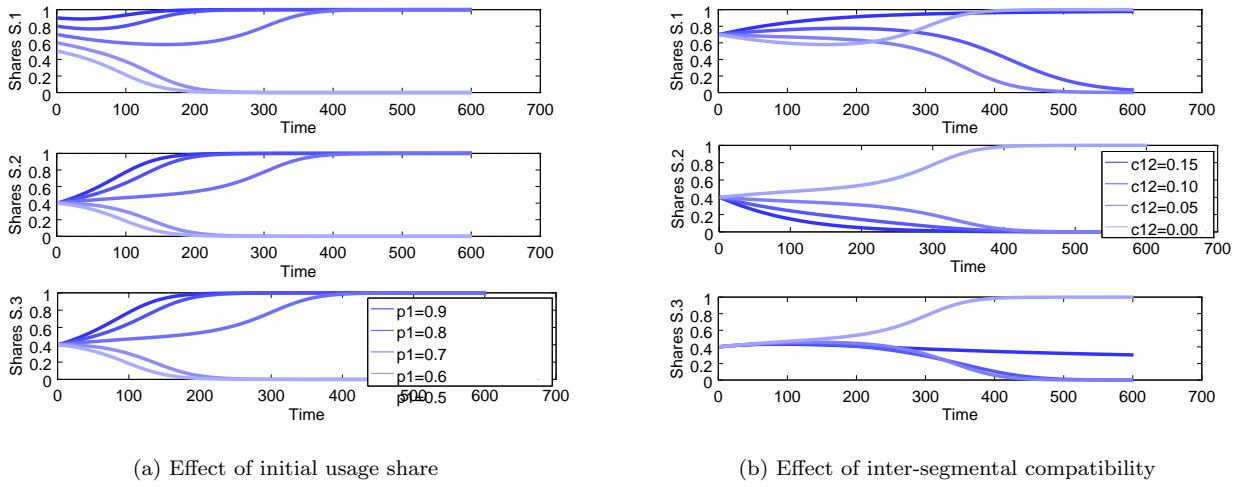 Shares S.1
1
0.8
0.6
0.4
0.2
0
0 100 200 300 400 500 600 700
Time
Shares S.2
1
0.8
0.6
0.4
0.2
0
0 100 200 300 400 500 600 700
Time
Shares S.3
1
0.8
0.6
0.4
0.2
0
0 100 200 300 400 500 600 700
Time
p1=0.9
p1=0.8
p1=0.7
p1=0.6
p1=0.5
(a) Effect of initial usage share
Shares S.1
1
0.8
0.6
0.4
0.2
0
0 100 200 300 400 500 600 700
Time
Shares S.2
1
0.8
0.6
0.4
0.2
0
0 100 200 300 400 500 600 700
Time
c12=0.15
c12=0.10
c12=0.05
c12=0.00
Shares S.3
1
0.8
0.6
0.4
0.2
0
0 100 200 300 400 500 600 700
Time
(b) Effect of inter-segmental compatibility